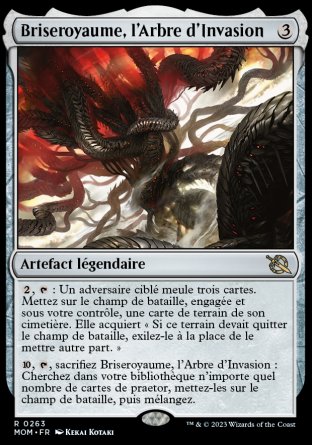 Briseroyaume, l'Arbre d'Invasion 3
Artefact légendaire
2, T : Un adversaire ciblé meule trois cartes.
Mettez sur le champ de bataille, engagée et
sous votre contrôle, une carte de terrain de son
cimetière. Elle acquiert « Si ce terrain devait quitter
le champ de bataille, exilez-le à la place de le
mettre autre part. »
10, T, sacrifiez Briseroyaume, l'Arbre d'Invasion :
Cherchez dans votre bibliothèque n'importe quel
nombre de cartes de praetor, mettez-les sur le
champ de bataille, puis mélangez.
R 0263
MOM • FR Kekai Kotaki
™ & © 2023 Wizards of the Coast